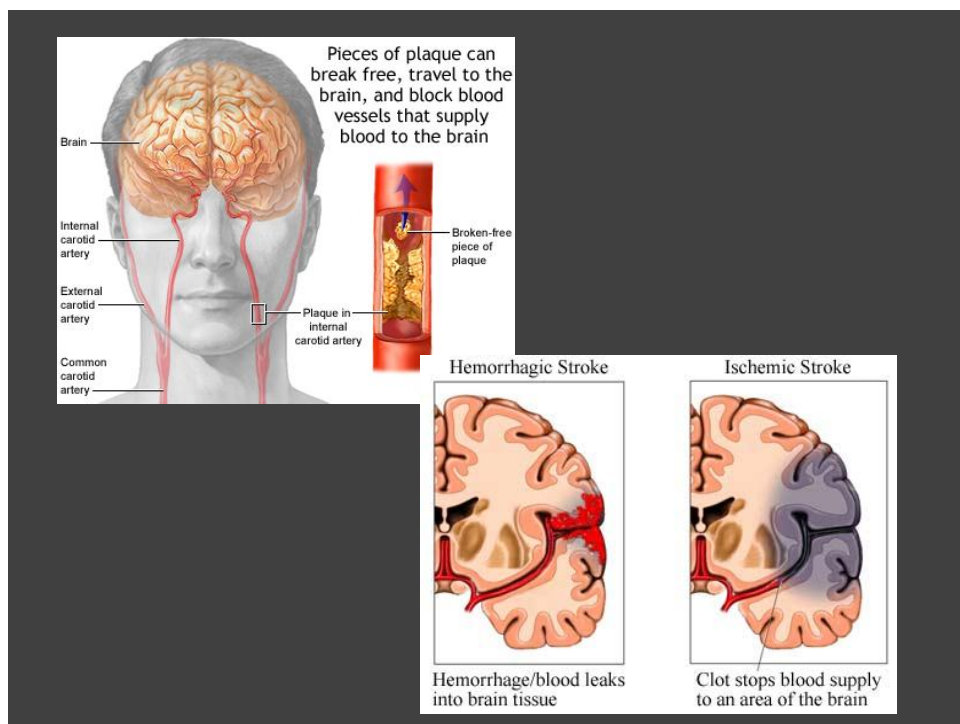 Pieces of plaque can
break free, travel to the
brain, and block blood
vessels that supply
blood to the brain
Brain
Internal
carotid
artery
External
carotid
artery
Common
carotid
artery
Broken-free
piece of
plaque
Plaque in
internal
carotid artery
Hemorrhagic Stroke
Hemorrhage/blood leaks
into brain tissue
Ischemic Stroke
Clot stops blood supply
to an area of the brain